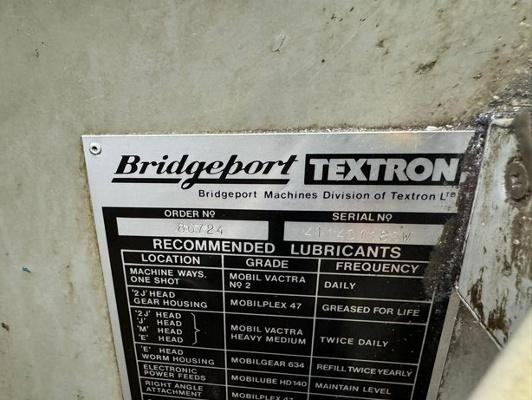 Bridgeport TEXTRON
Bridgeport Machines Division of Textron Ltd
ORDER Nº SERIAL Nº
80724
RECOMMENDED LUBRICANTS
LOCATION GRADE FREQUENCY
MACHINE WAYS. ONE SHOT MOBIL VACTRA Nº 2 DAILY
'2J' HEAD GEAR HOUSING MOBILPLEX 47 GREASED FOR LIFE
'2J' HEAD
'J' HEAD
'M' HEAD
'E' HEAD
MOBIL VACTRA HEAVY MEDIUM TWICE DAILY
'E' HEAD WORM HOUSING MOBILGEAR 634 REFILL TWICE YEARLY
ELECTRONIC POWER FEEDS MOBILUBE HD140 MAINTAIN LEVEL
RIGHT ANGLE ATTACHMENT MOBILPLEX 47